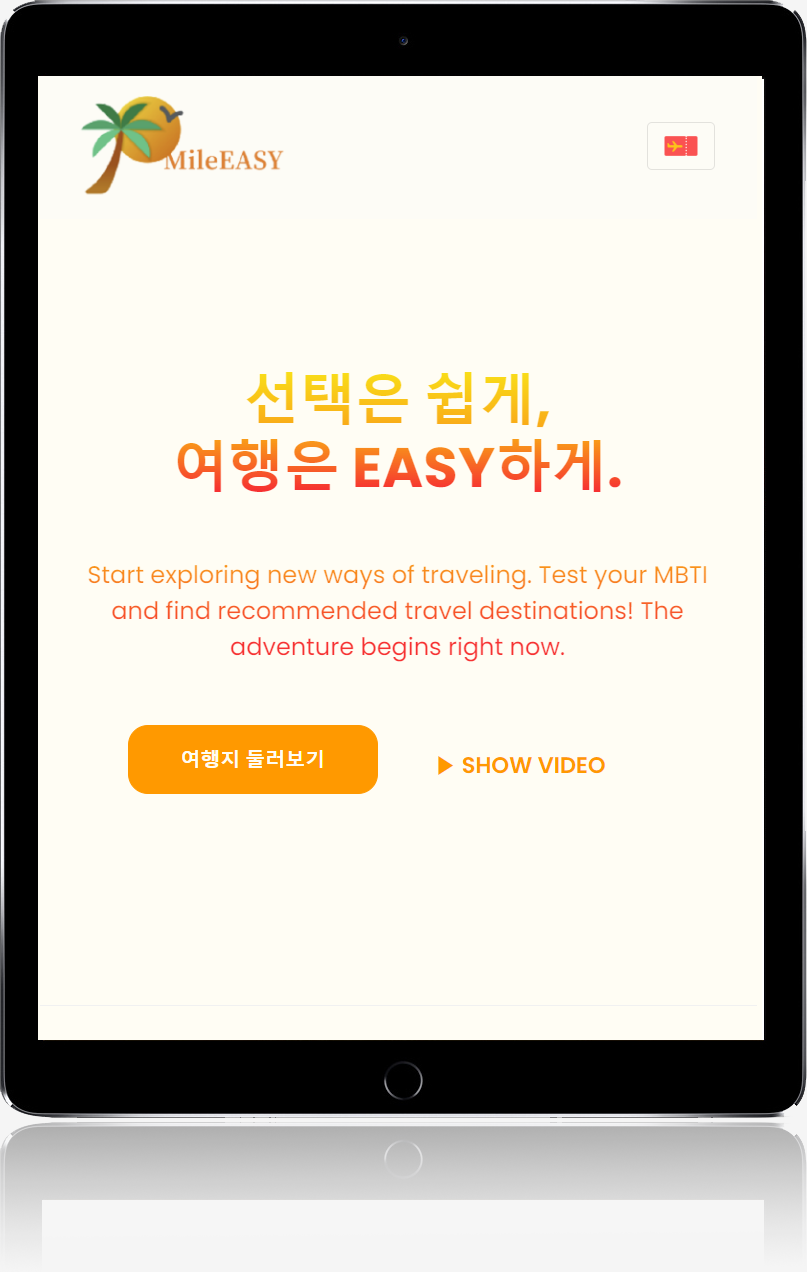 MileEASY
선택은 쉽게,
여행은 EASY하게.
Start exploring new ways of traveling. Test your MBTI
and find recommended travel destinations! The
adventure begins right now.
여행지 둘러보기
SHOW VIDEO